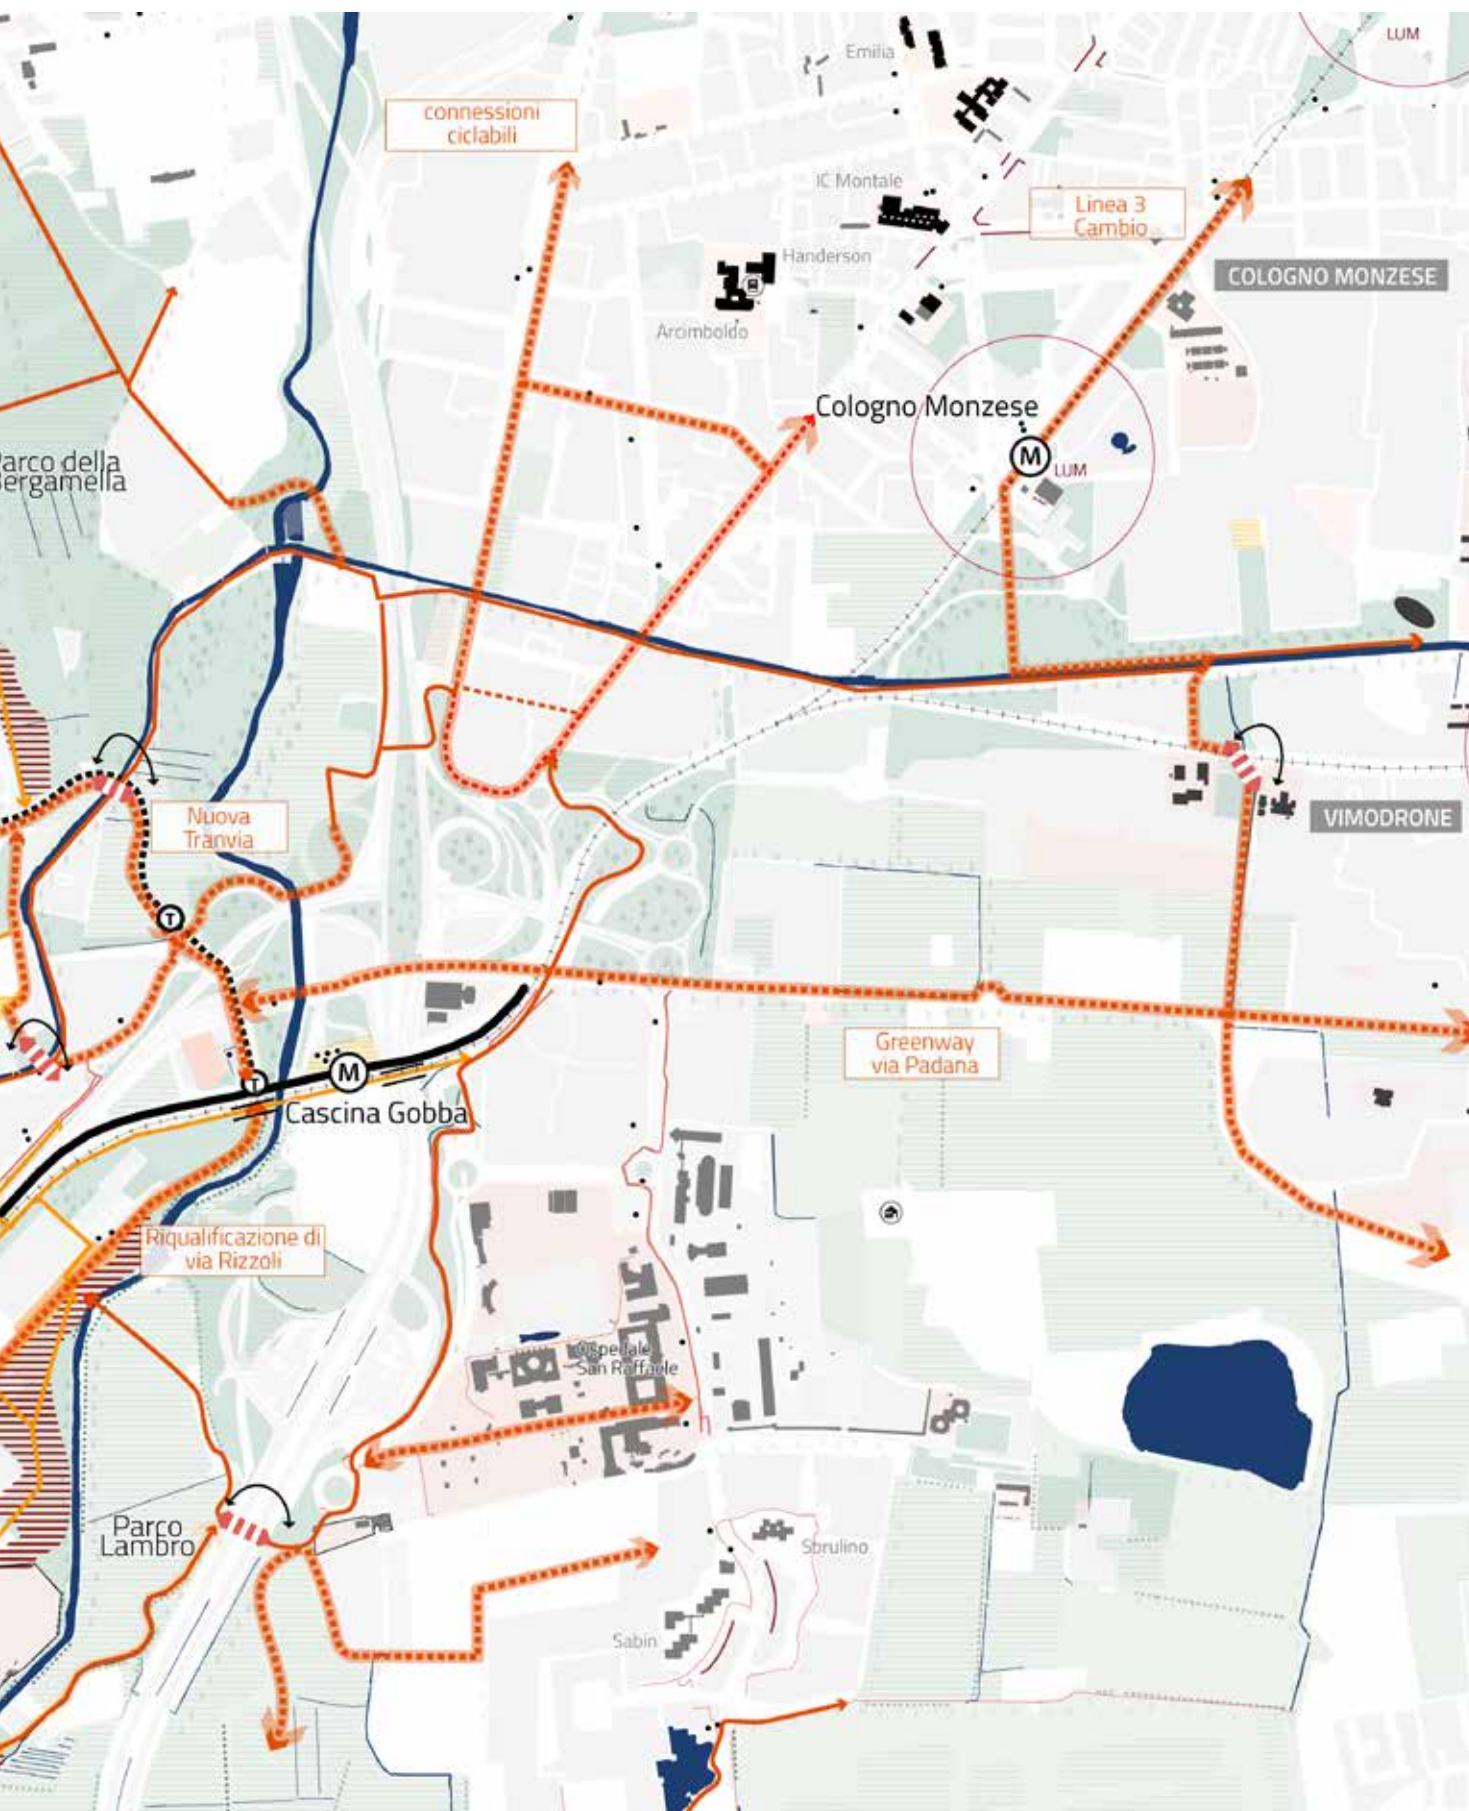 LUM
Emilia
connessioni
ciclabili
IC Montale
Linea 3
Cambio
Handerson
COLOGNO MONZESE
Arcimboldo
Cologno Monzese
M
LUM
Parco della
Bergamella
Nuova
Tranvia
VIMODRONE
T
Greenway
via Padana
M
T
Cascina Gobba
Riqualificazione di
via Rizzoli
Ospedale
San Raffaele
Parco
Lambro
Sbrulino
Sabin